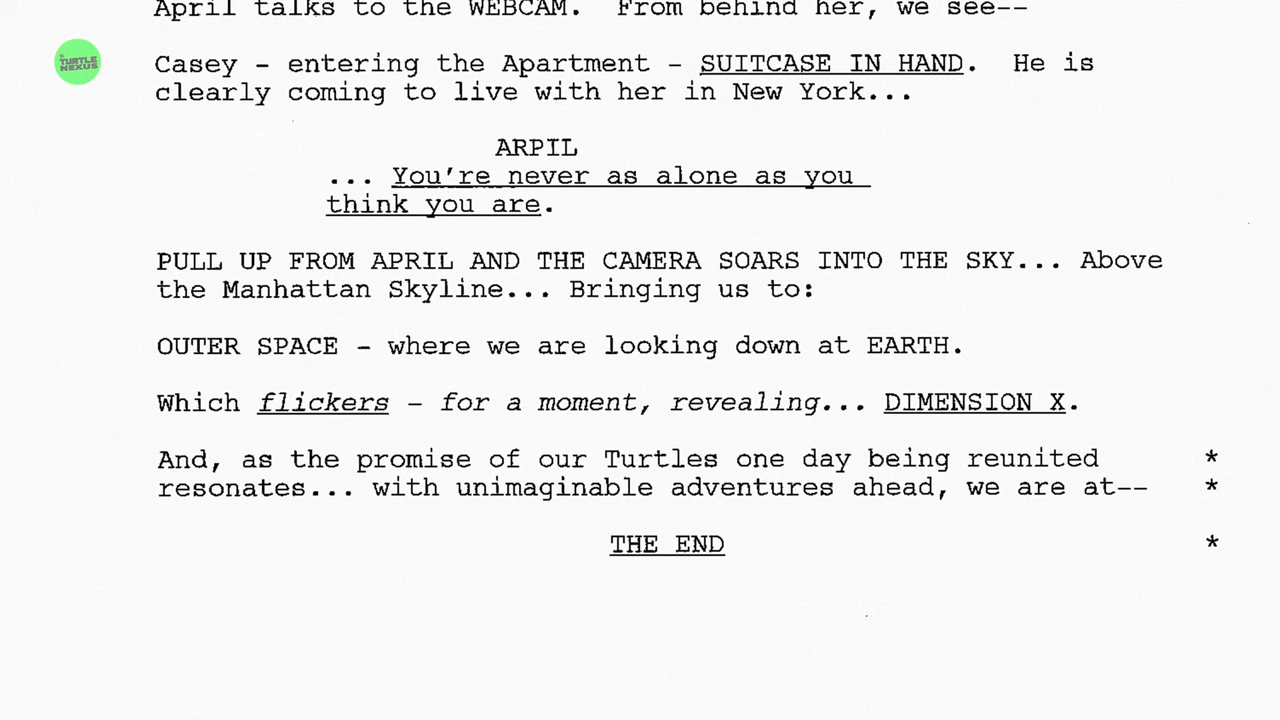 April talks to the WEBCAM.  From behind her, we see--
TURTLE
NEXUS
Casey - entering the Apartment - SUITCASE IN HAND.  He is
clearly coming to live with her in New York...
ARPIL
... You're never as alone as you
think you are.
PULL UP FROM APRIL AND THE CAMERA SOARS INTO THE SKY... Above
the Manhattan Skyline... Bringing us to:
OUTER SPACE - where we are looking down at EARTH.
Which flickers - for a moment, revealing... DIMENSION X.
And, as the promise of our Turtles one day being reunited *
resonates... with unimaginable adventures ahead, we are at-- *
THE END *